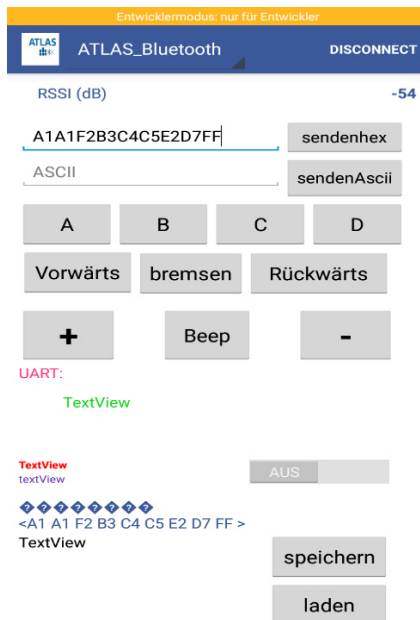 Entwicklermodus: nur für Entwickler
ATLAS
ATLAS_Bluetooth DISCONNECT
RSSI (dB) -54
A1A1F2B3C4C5E2D7FF sendenhex
ASCII sendenAscii
A B C D
Vorwärts bremsen Rückwärts
+ Beep -
UART:
TextView
TextView
textView AUS
���������
<A1 A1 F2 B3 C4 C5 E2 D7 FF >
TextView
speichern
laden